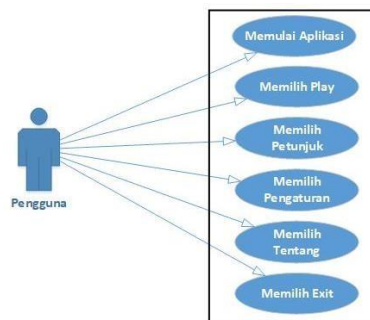 Memulai Aplikasi
Memilih Play
Memilih
Petunjuk
Memilih
Pengaturan
Memilih
Tentang
Memilih Exit
Pengguna